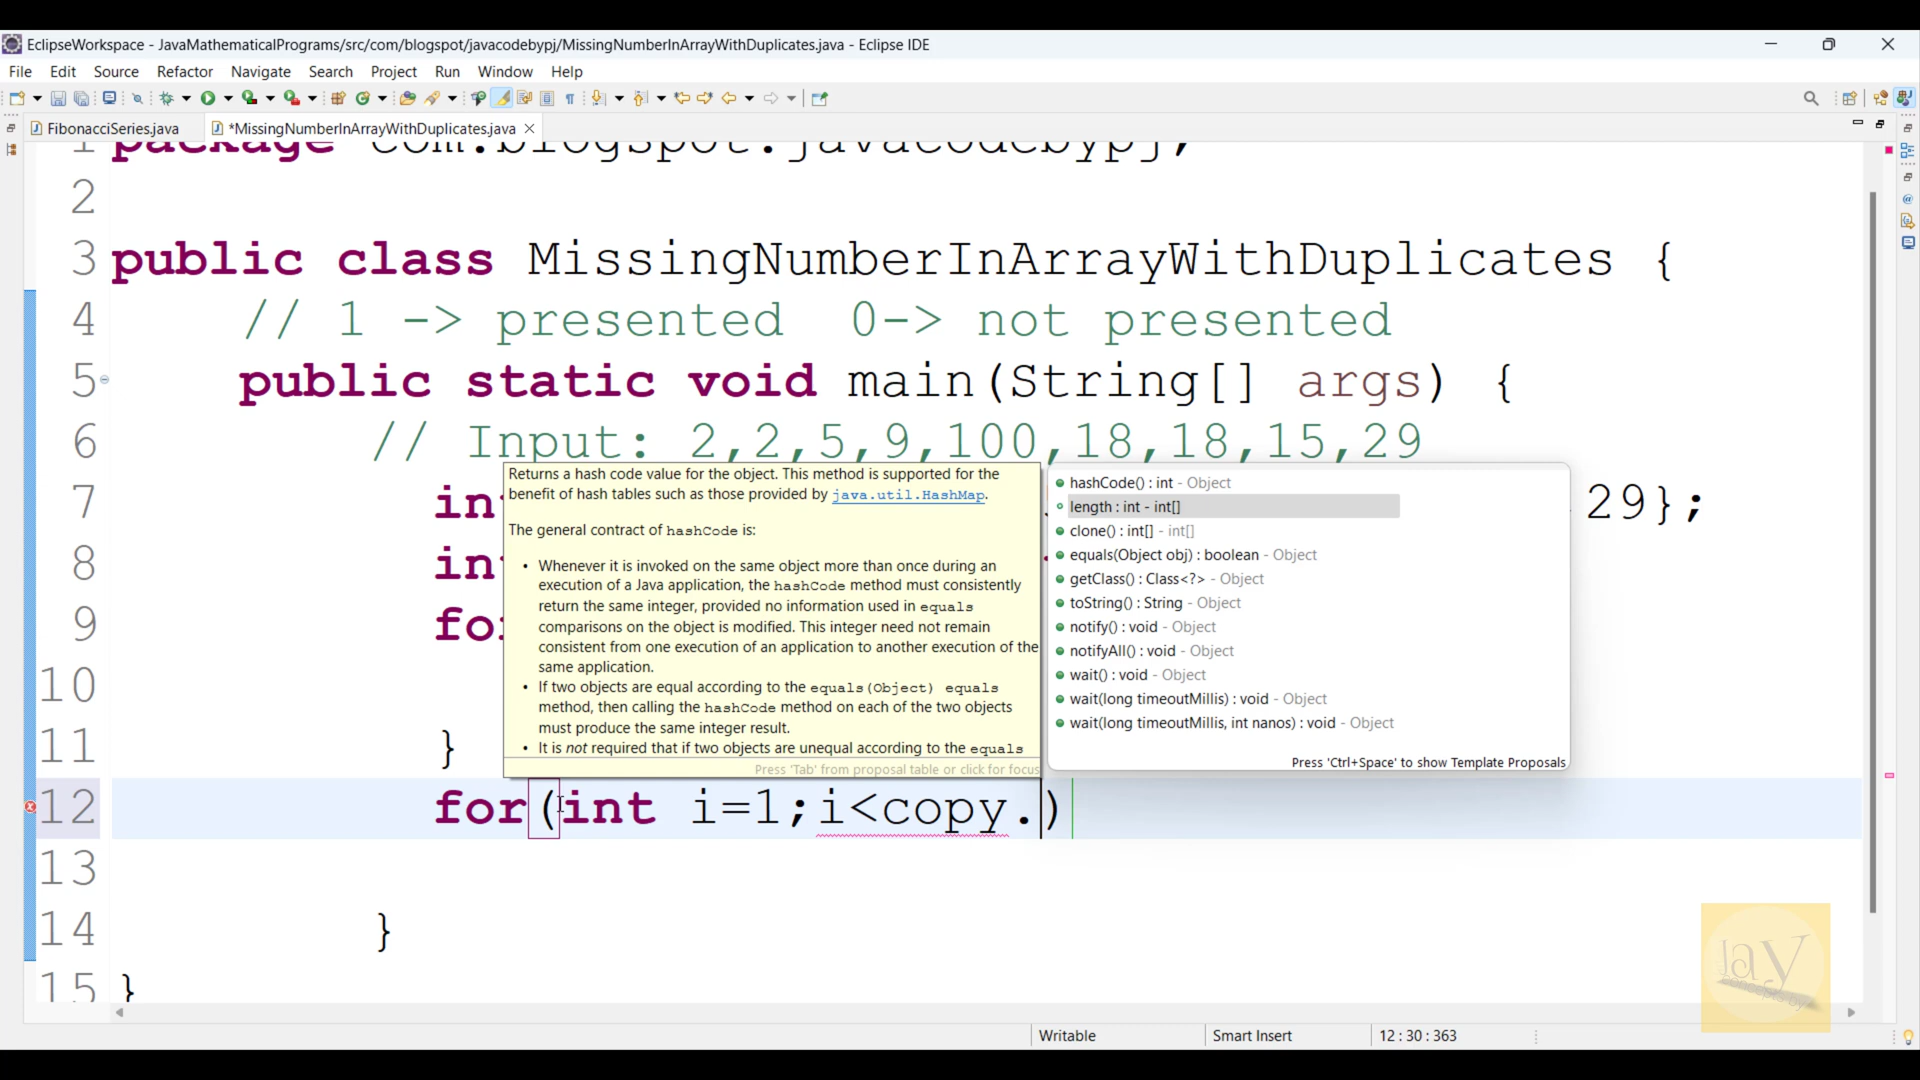 EclipseWorkspace - JavaMathematicalPrograms/src/com/blogspot/javacodebypj/MissingNumberInArrayWithDuplicates.java - Eclipse IDE
File Edit Source Refactor Navigate Search Project Run Window Help
FibonacciSeries.java *MissingNumberInArrayWithDuplicates.java
1 package com.blogspot.javacodebypj;
2
3 public class MissingNumberInArrayWithDuplicates {
4 // 1 -> presented 0-> not presented
5 public static void main(String[] args) {
6 // Input: 2,2,5,9,100,18,18,15,29
7 in 29};
8 in
9 fo
10
11 }
12 for(int i=1;i<copy.)
13
14 }
15 }
Returns a hash code value for the object. This method is supported for the
benefit of hash tables such as those provided by java.util.HashMap.
The general contract of hashCode is:
• Whenever it is invoked on the same object more than once during an
execution of a Java application, the hashCode method must consistently
return the same integer, provided no information used in equals
comparisons on the object is modified. This integer need not remain
consistent from one execution of an application to another execution of the
same application.
• If two objects are equal according to the equals(Object) equals
method, then calling the hashCode method on each of the two objects
must produce the same integer result.
• It is not required that if two objects are unequal according to the equals
Press 'Tab' from proposal table or click for focus
hashCode() : int - Object
length : int - int[]
clone() : int[] - int[]
equals(Object obj) : boolean - Object
getClass() : Class<?> - Object
toString() : String - Object
notify() : void - Object
notifyAll() : void - Object
wait() : void - Object
wait(long timeoutMillis) : void - Object
wait(long timeoutMillis, int nanos) : void - Object
Press 'Ctrl+Space' to show Template Proposals
Jay
concepts by
Writable Smart Insert 12 : 30 : 363